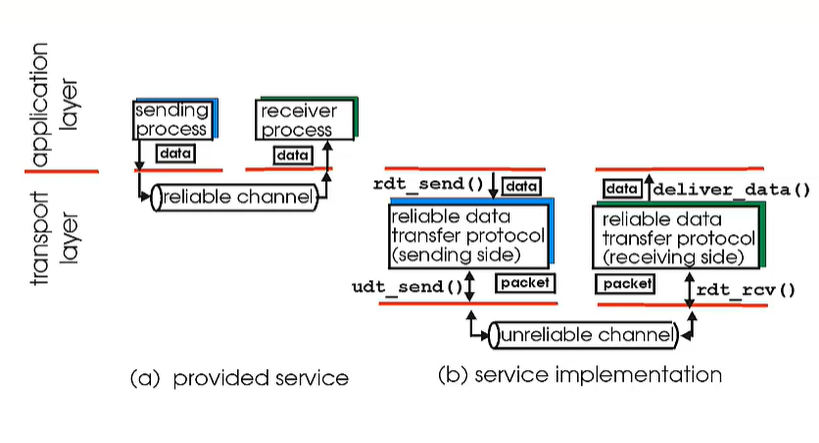 application
layer
transport
layer
sending
process
data
receiver
process
data
reliable channel
(a) provided service
rdt_send()
data
data
deliver_data()
reliable data
transfer protocol
(sending side)
reliable data
transfer protocol
(receiving side)
udt_send()
packet
packet
rdt_rcv()
unreliable channel
(b) service implementation